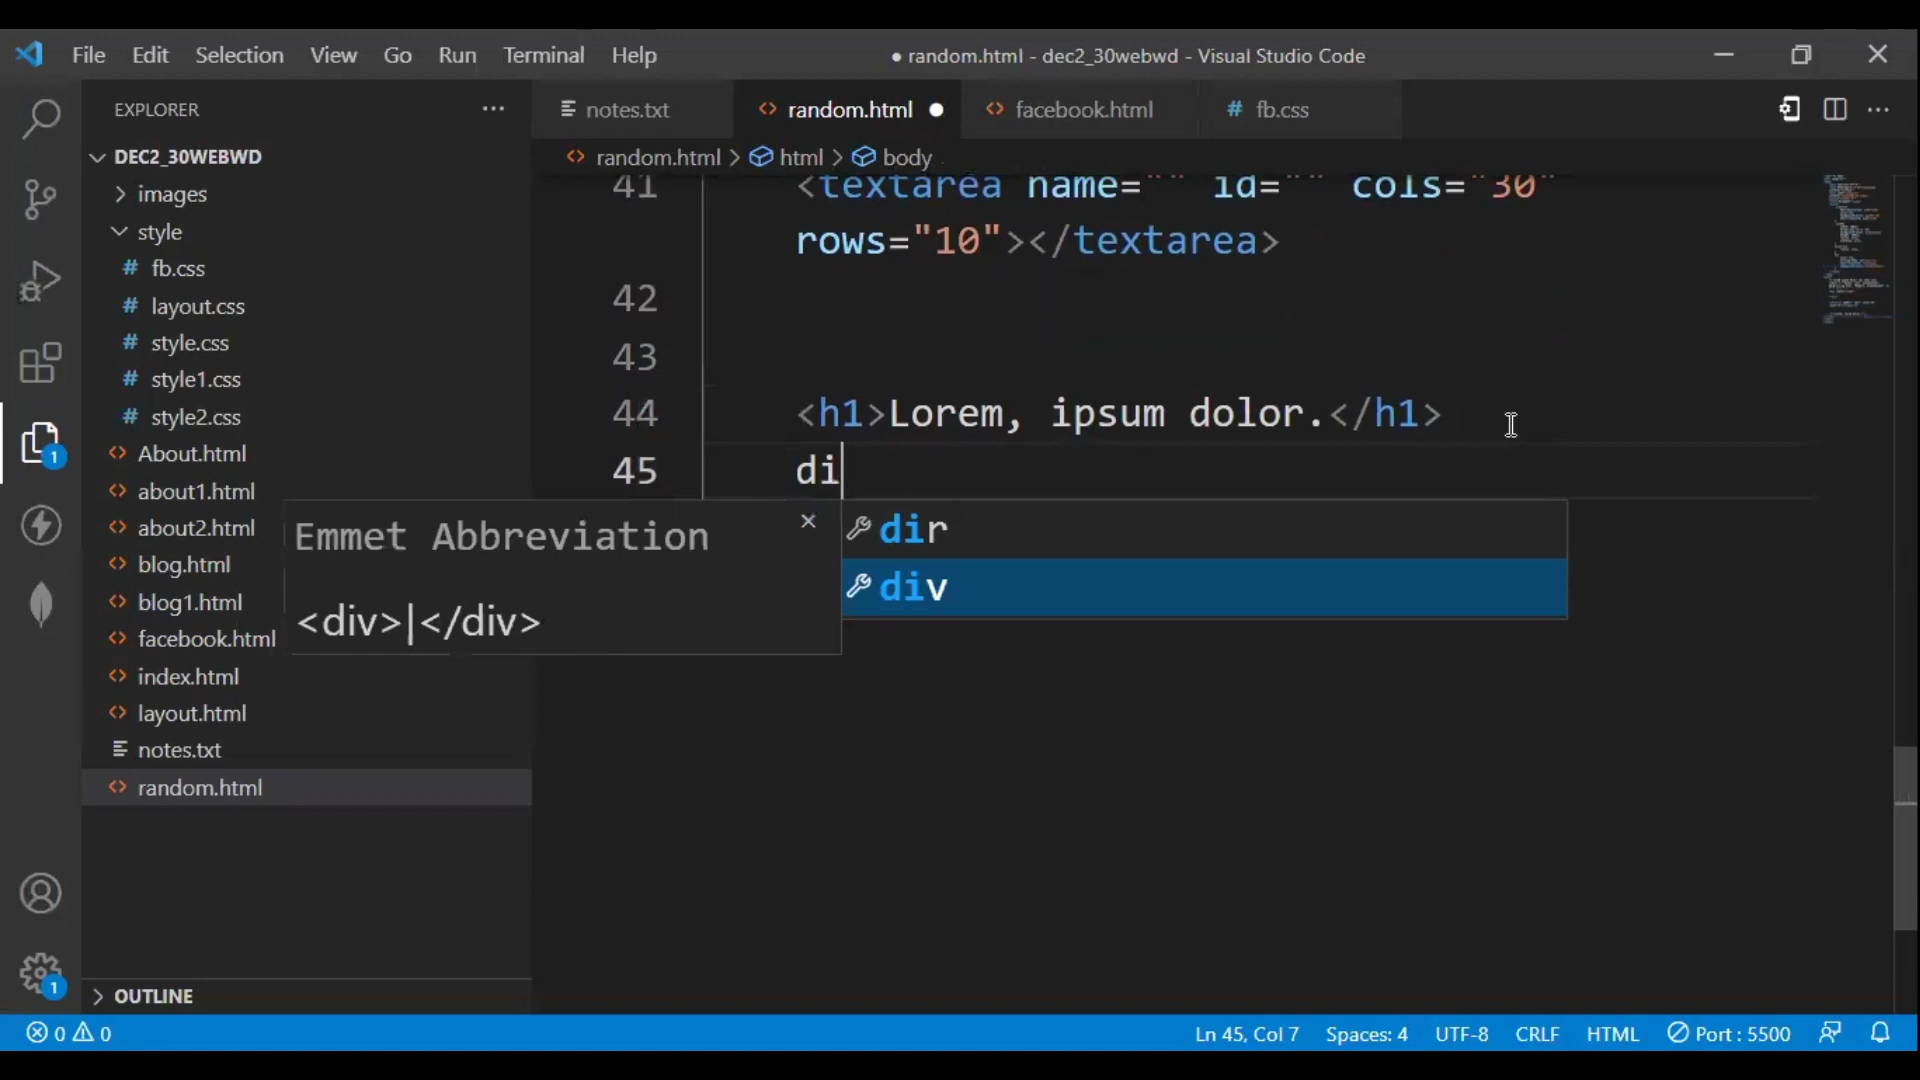 File Edit Selection View Go Run Terminal Help ● random.html - dec2_30webwd - Visual Studio Code
EXPLORER ··· notes.txt random.html ● facebook.html # fb.css ···
random.html > html > body
DEC2_30WEBWD
images
style
# fb.css
# layout.css
# style.css
# style1.css
# style2.css
About.html
about1.html
about2.html
blog.html
blog1.html
facebook.html
index.html
layout.html
notes.txt
random.html
OUTLINE
41 <textarea name="" id="" cols="30"
rows="10"></textarea>
42
43
44 <h1>Lorem, ipsum dolor.</h1>
45 di
Emmet Abbreviation
<div>|</div>
dir
div
1
1
0 0 Ln 45, Col 7 Spaces: 4 UTF-8 CRLF HTML Port : 5500